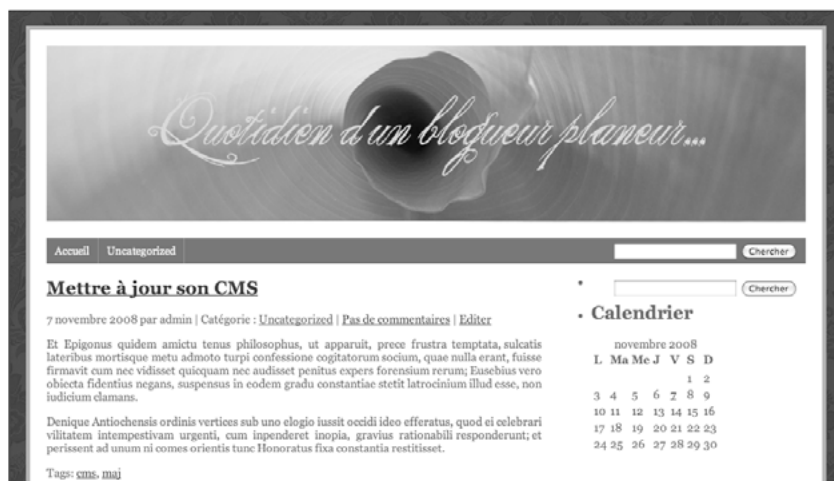 Quotidien d'un blogueur planeur...
Accueil Uncategorized Chercher
Mettre à jour son CMS
7 novembre 2008 par admin | Catégorie : Uncategorized | Pas de commentaires | Editer
Et Epigonus quidem amictu tenus philosophus, ut apparuit, prece frustra temptata, sulcatis
lateribus mortisque metu admoto turpi confessione cogitatorum socium, quae nulla erant, fuisse
firmavit cum nec vidisset quicquam nec audisset penitus expers forensium rerum; Eusebius vero
obiecta fidentius negans, suspensus in eodem gradu constantiae stetit latrocinium illud esse, non
iudicium clamans.
Denique Antiochensis ordinis vertices sub uno elogio iussit occidi ideo efferatus, quod ei celebrari
vilitatem intempestivam urgenti, cum inpenderet inopia, gravius rationabili responderunt; et
perissent ad unum ni comes orientis tunc Honoratus fixa constantia restitisset.
Tags: cms, maj
Chercher
Calendrier
novembre 2008
L Ma Me J V S D
1 2
3 4 5 6 7 8 9
10 11 12 13 14 15 16
17 18 19 20 21 22 23
24 25 26 27 28 29 30